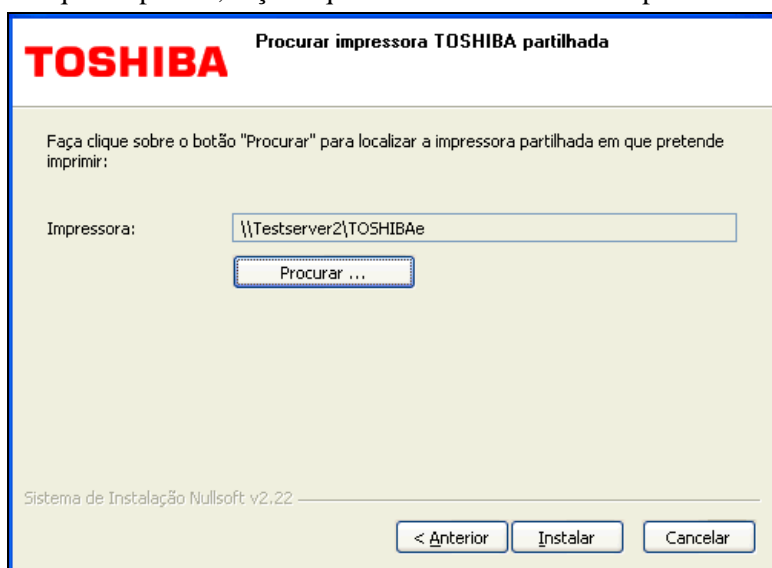 Procurar impressora TOSHIBA partilhada
TOSHIBA
Faça clique sobre o botão "Procurar" para localizar a impressora partilhada em que pretende
imprimir:
Impressora: \\Testserver2\TOSHIBAe
Procurar ...
Sistema de Instalação Nullsoft v2.22
< Anterior Instalar Cancelar